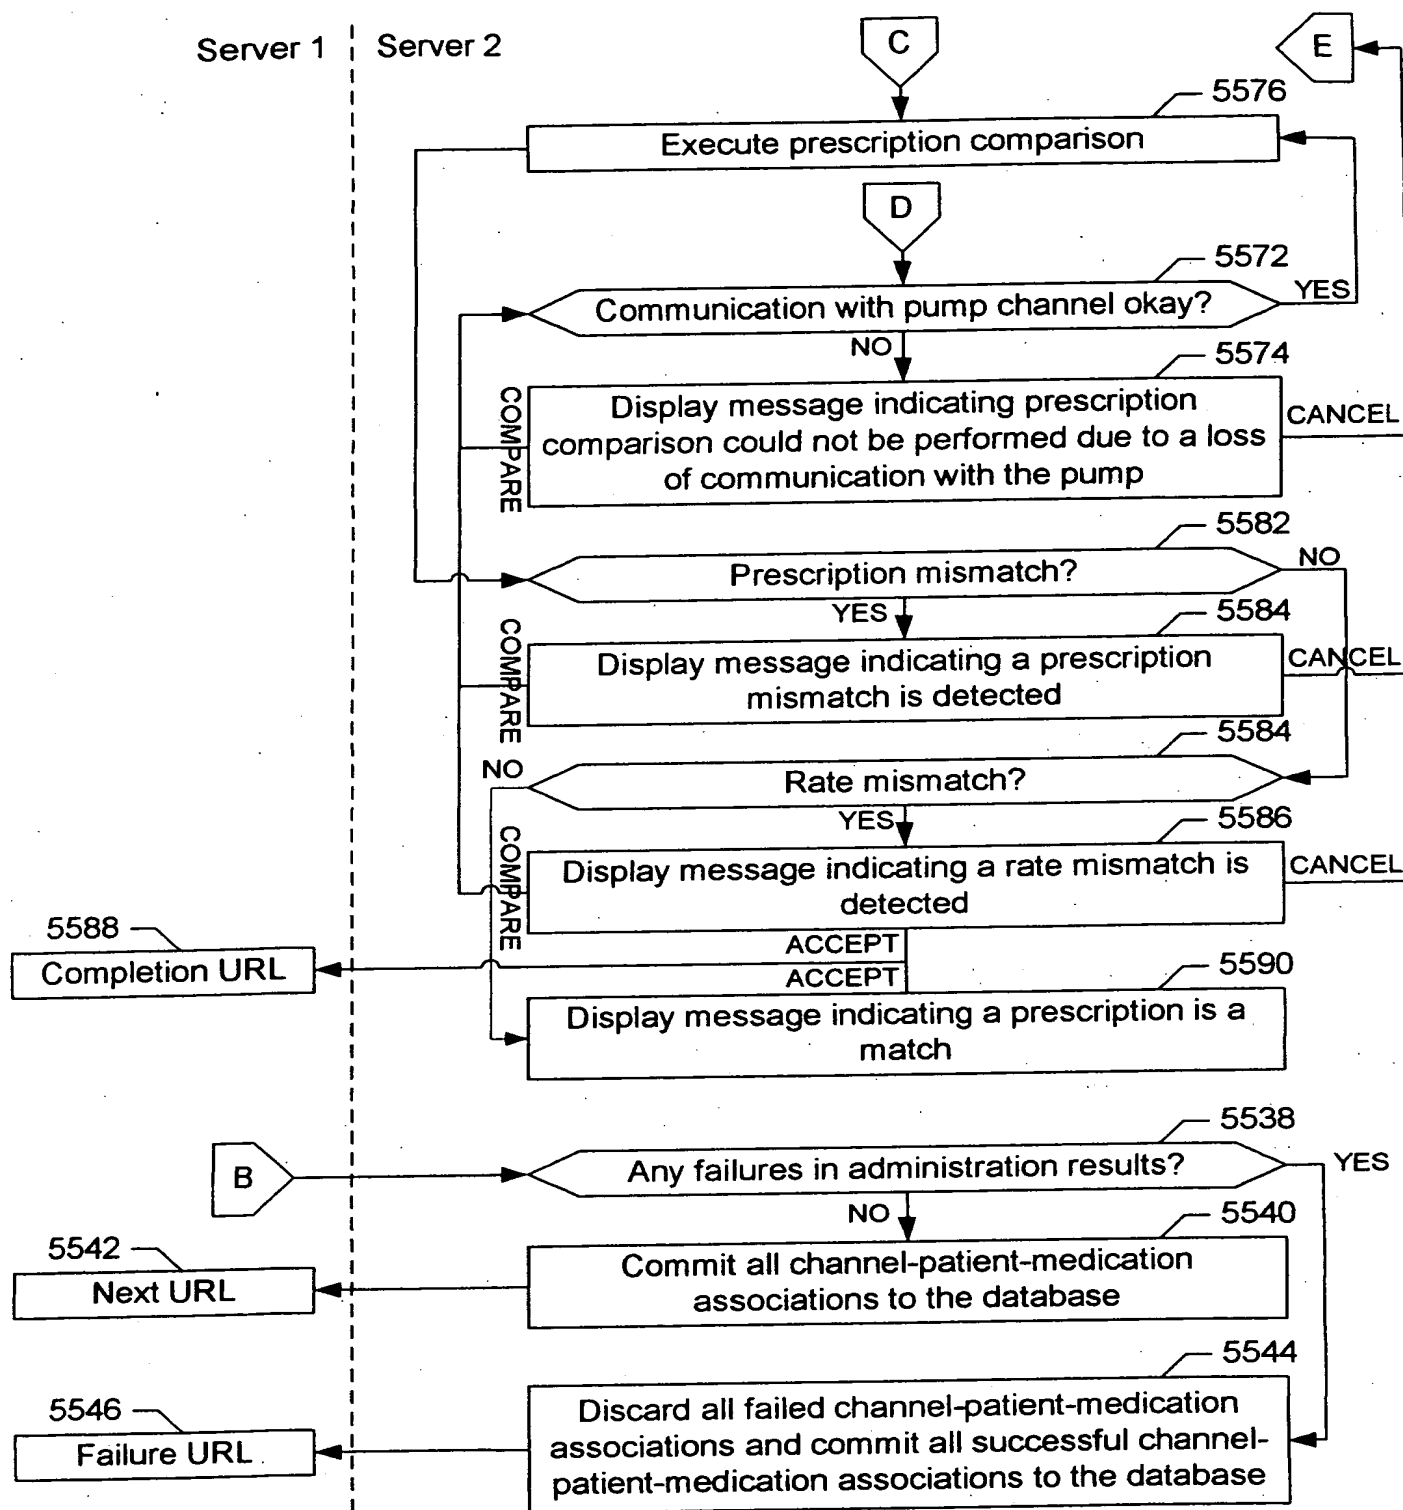 Server 1
Server 2
C
E
5576
Execute prescription comparison
D
5572
Communication with pump channel okay?
YES
NO
5574
COMPARE
Display message indicating prescription
comparison could not be performed due to a loss
of communication with the pump
CANCEL
5582
Prescription mismatch?
NO
YES
5584
COMPARE
Display message indicating a prescription
mismatch is detected
CANCEL
5584
NO
Rate mismatch?
YES
5586
COMPARE
Display message indicating a rate mismatch is
detected
CANCEL
5588
Completion URL
ACCEPT
ACCEPT
5590
Display message indicating a prescription is a
match
5538
B
Any failures in administration results?
YES
NO
5540
5542
Next URL
Commit all channel-patient-medication
associations to the database
5544
5546
Failure URL
Discard all failed channel-patient-medication
associations and commit all successful channel-
patient-medication associations to the database